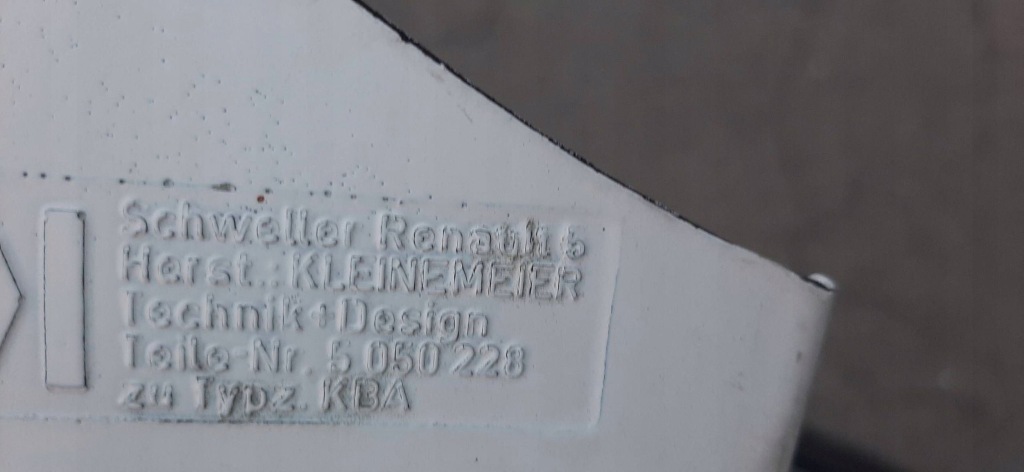 Schweller Renault 5
Herst.: KLEINEMEIER
Technik+Design
Teile-Nr. 5 050 228
zu Typz. KBA